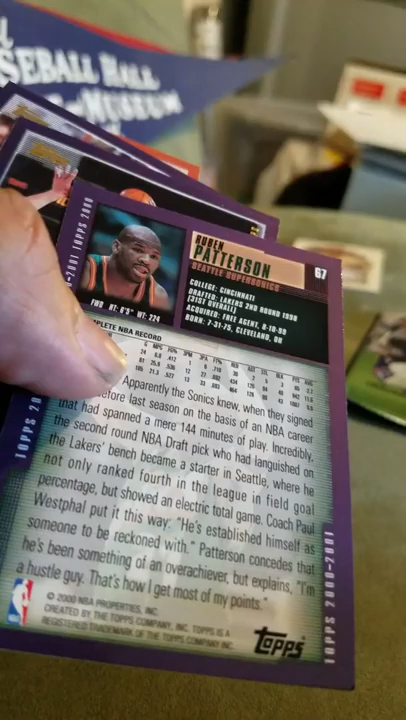 BASEBALL HALL
MUSEUM
67
RUBEN
PATTERSON
SEATTLE SUPERSONICS
COLLEGE: CINCINNATI
DRAFTED: LAKERS 2ND ROUND 1998
(31ST OVERALL)
ACQUIRED: FREE AGENT, 8-10-99
BORN: 7-31-75, CLEVELAND, OH
FWD HT: 6'5" WT: 224
NBA RECORD
Apparently the Sonics knew, when they signed
before last season on the basis of an NBA career
that had spanned a mere 144 minutes of play. Incredibly,
the second round NBA Draft pick who had languished on
the Lakers' bench became a starter in Seattle, where he
not only ranked fourth in the league in field goal
percentage, but showed an electric total game. Coach Paul
Westphal put it this way: "He's established himself as
someone to be reckoned with." Patterson concedes that
he's been something of an overachiever, but explains, "I'm
a hustle guy. That's how I get most of my points."
© 2000 NBA PROPERTIES, INC.
CREATED BY THE TOPPS COMPANY, INC. TOPPS IS A
REGISTERED TRADEMARK OF THE TOPPS COMPANY INC.
Topps
TOPPS 2000-2001